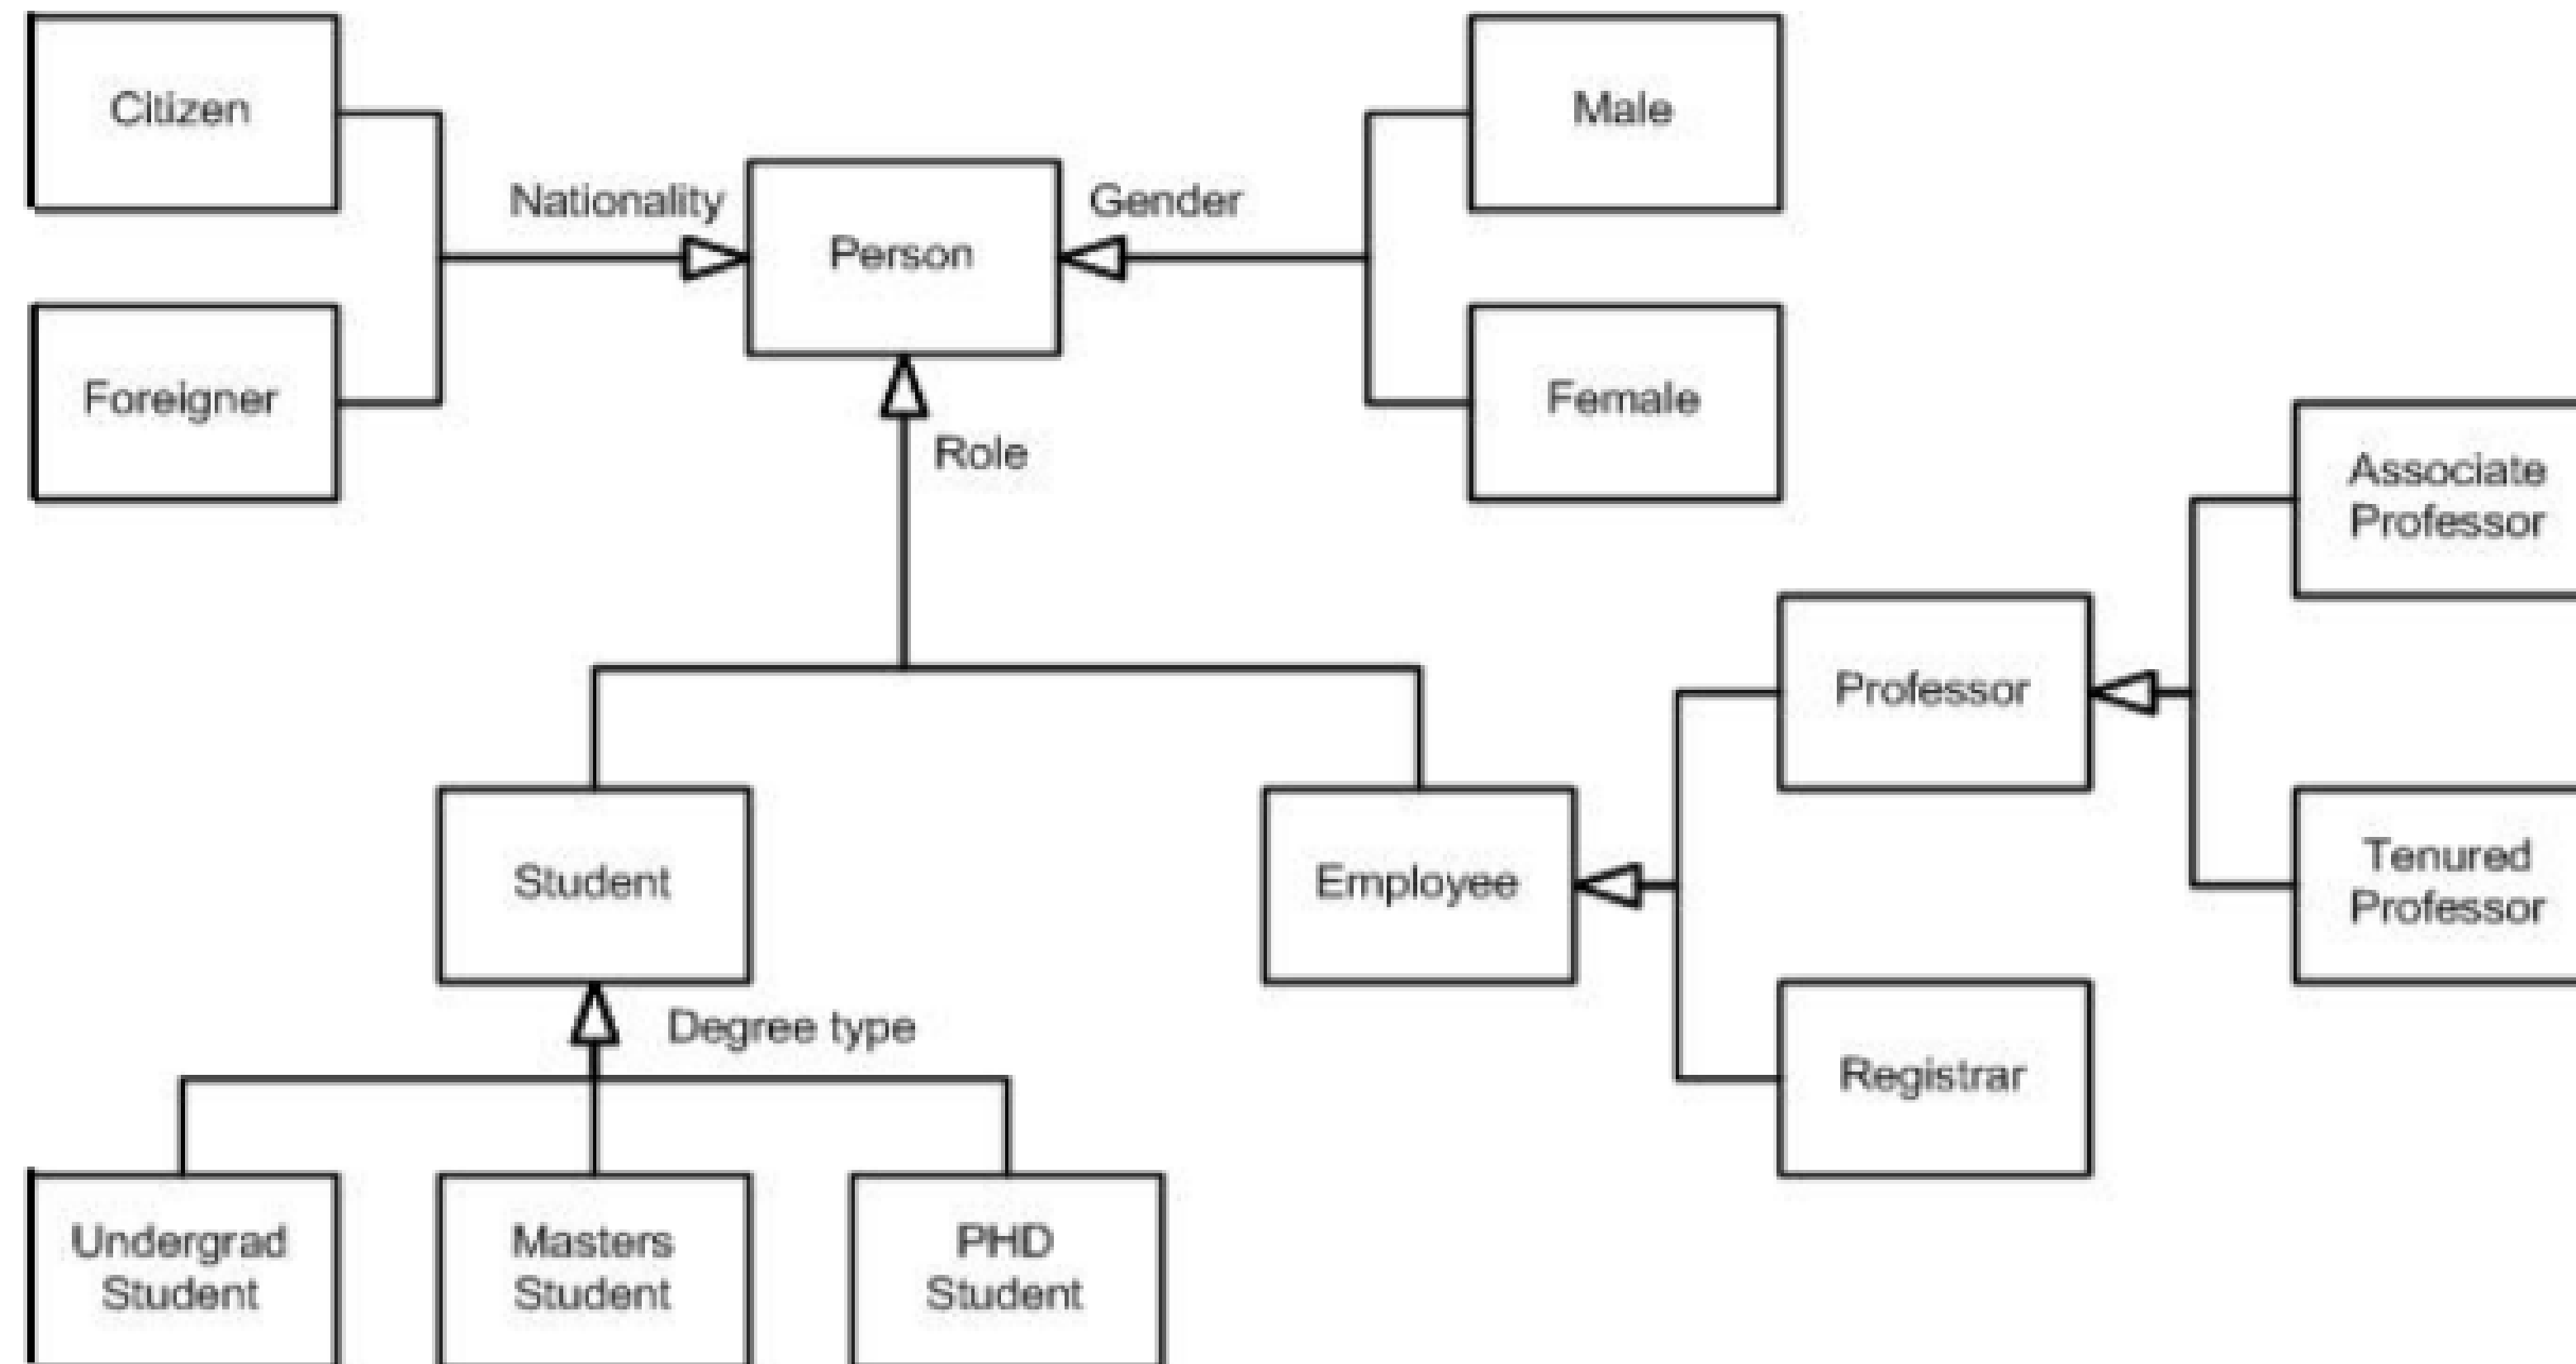 Citizen
Male
Nationality
Gender
Person
Foreigner
Female
Role
Associate
Professor
Professor
Student
Employee
Tenured
Professor
Degree type
Registrar
Undergrad
Student
Masters
Student
PHD
Student